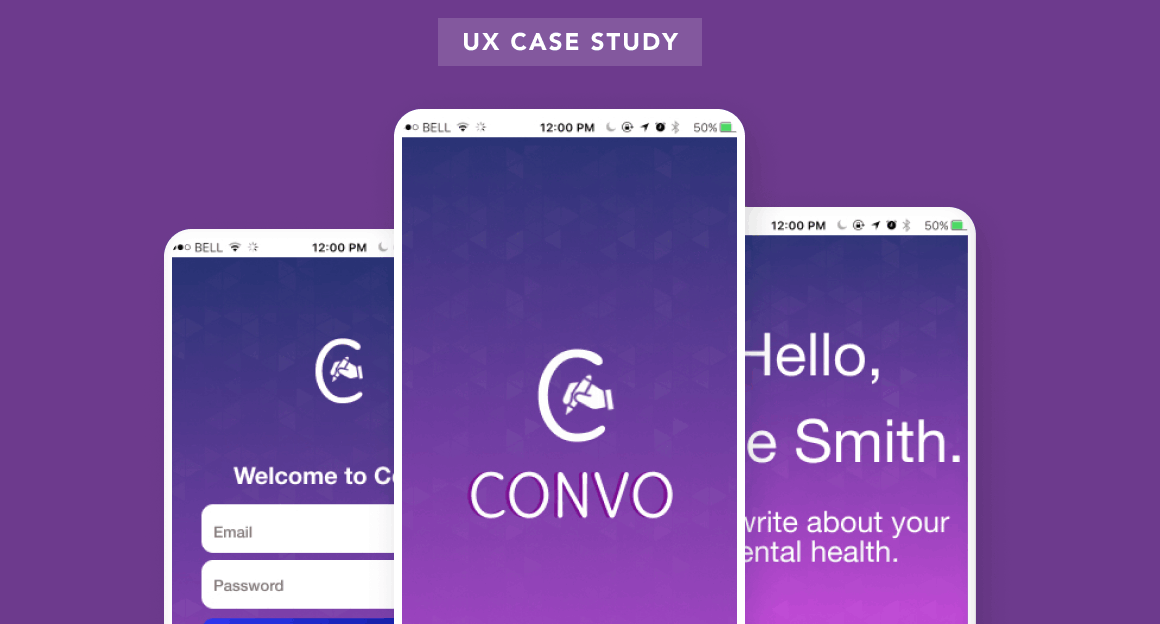 UX CASE STUDY
BELL 12:00 PM
Welcome to C
Email
Password
BELL 12:00 PM 50%
C
CONVO
12:00 PM 50%
Hello,
e Smith.
write about your
ental health.